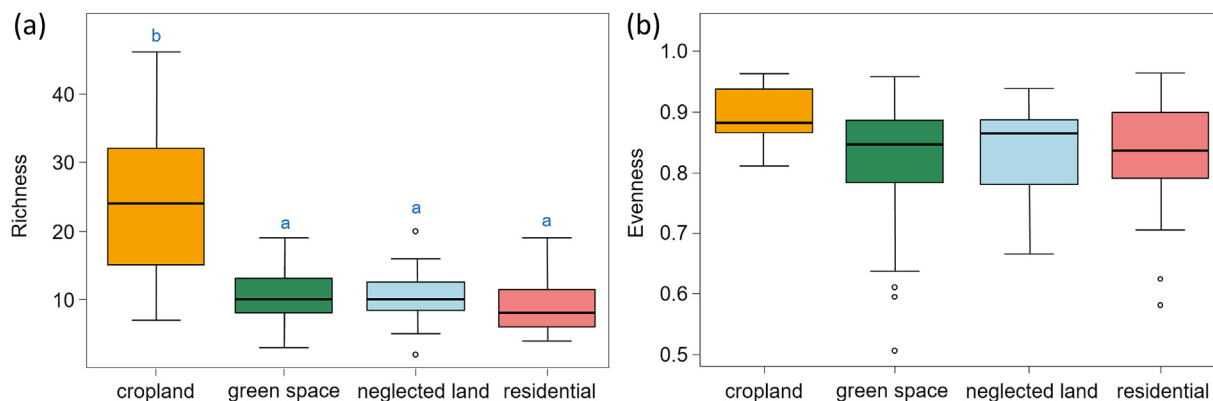 (a)
Richness
40
30
20
10
b
a
a
a
cropland
green space
neglected land
residential
(b)
Evenness
1.0
0.9
0.8
0.7
0.6
0.5
cropland
green space
neglected land
residential